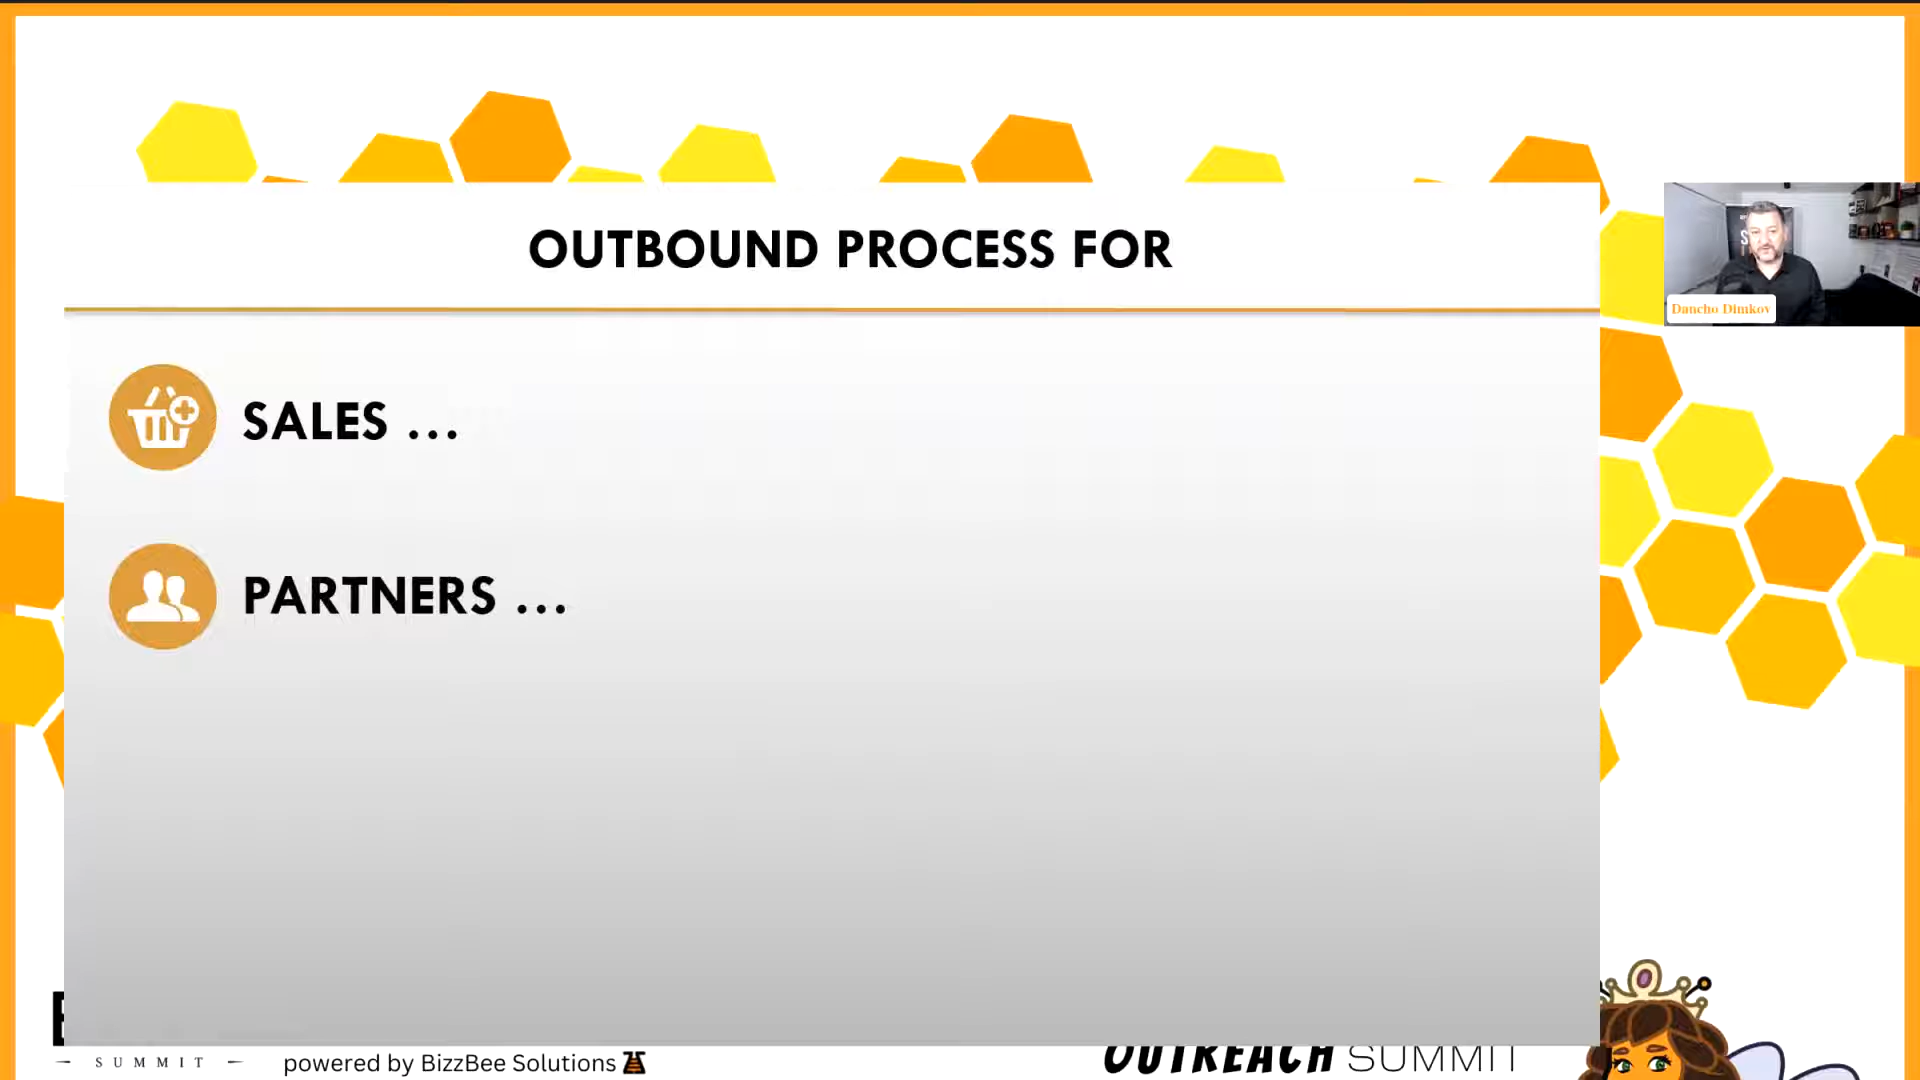 OUTBOUND PROCESS FOR
SALES ...
PARTNERS ...
Dancho Dimkov
SUMMIT
powered by BizzBee Solutions
OUTREACH SUMMIT